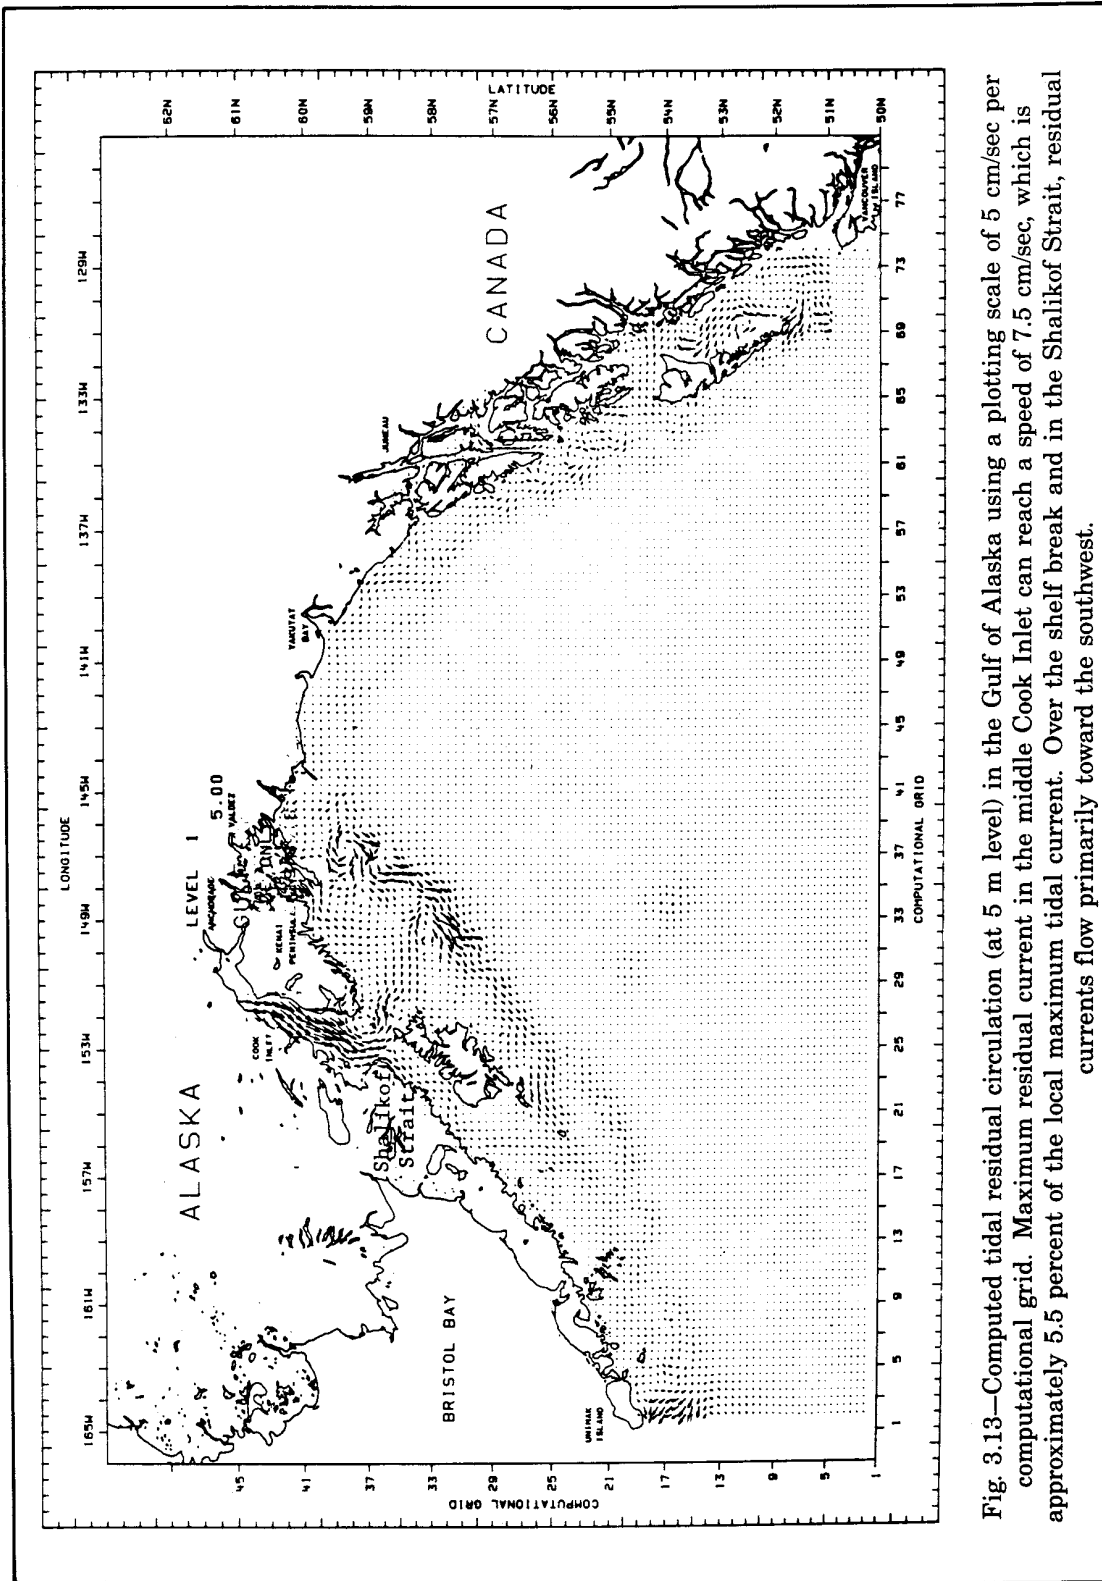 LONGITUDE
165W 161W 157W 153W 149W 145W 141W 137W 133W 129W
LATITUDE
62N
61N
60N
59N
58N
57N
56N
55N
54N
53N
52N
51N
50N
ALASKA
LEVEL 1
5.00
CANADA
ANCHORAGE
VALDEZ
KENAI
PENINSULA
COOK
INLET
YAKUTAT
BAY
JUNEAU
Shalikof
Strait
BRISTOL BAY
UNIMAK
ISLAND
VANCOUVER
ISLAND
COMPUTATIONAL GRID
45
41
37
33
29
25
21
17
13
9
5
1
1 5 9 13 17 21 25 29 33 37 41 45 49 53 57 61 65 69 73 77
COMPUTATIONAL GRID
Fig. 3.13—Computed tidal residual circulation (at 5 m level) in the Gulf of Alaska using a plotting scale of 5 cm/sec per
computational grid. Maximum residual current in the middle Cook Inlet can reach a speed of 7.5 cm/sec, which is
approximately 5.5 percent of the local maximum tidal current. Over the shelf break and in the Shalikof Strait, residual
currents flow primarily toward the southwest.